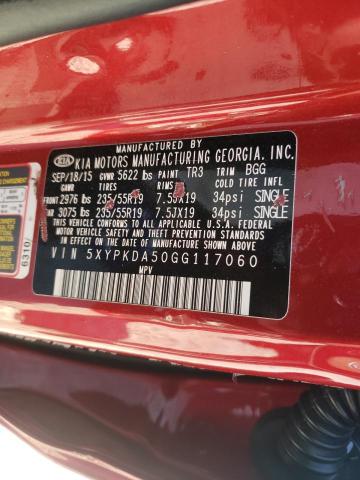 MANUFACTURED BY
KIA KIA MOTORS MANUFACTURING GEORGIA, INC.
SEP/18/15 GVWR 5622 lbs PAINT TR3 TRIM BGG
GAWR TIRES RIMS COLD TIRE INFL
FRONT 2976 lbs 235/55R19 7.5JX19 34psi SINGLE
REAR 3075 lbs 235/55R19 7.5JX19 34psi SINGLE
THIS VEHICLE CONFORMS TO ALL APPLICABLE U.S.A. FEDERAL
MOTOR VEHICLE SAFETY, BUMPER, AND THEFT PREVENTION STANDARDS
IN EFFECT ON THE DATE OF MANUFACTURE SHOWN ABOVE.
VIN 5XYPKDA50GG117060
MPV
6310